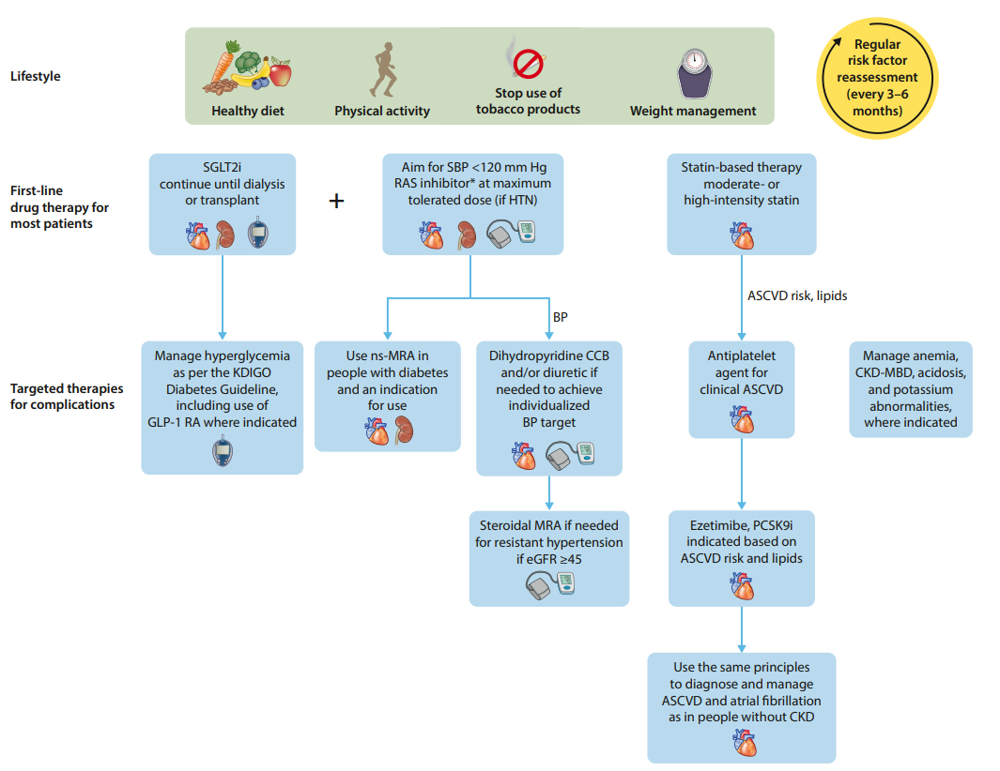 Lifestyle
Healthy diet
Physical activity
Stop use of
tobacco products
Weight management
Regular
risk factor
reassessment
(every 3–6
months)
First-line
drug therapy for
most patients
SGLT2i
continue until dialysis
or transplant
+
Aim for SBP <120 mm Hg
RAS inhibitor* at maximum
tolerated dose (if HTN)
Statin-based therapy
moderate- or
high-intensity statin
BP
ASCVD risk, lipids
Targeted therapies
for complications
Manage hyperglycemia
as per the KDIGO
Diabetes Guideline,
including use of
GLP-1 RA where indicated
Use ns-MRA in
people with diabetes
and an indication
for use
Dihydropyridine CCB
and/or diuretic if
needed to achieve
individualized
BP target
Antiplatelet
agent for
clinical ASCVD
Manage anemia,
CKD-MBD, acidosis,
and potassium
abnormalities,
where indicated
Steroidal MRA if needed
for resistant hypertension
if eGFR ≥45
Ezetimibe, PCSK9i
indicated based on
ASCVD risk and lipids
Use the same principles
to diagnose and manage
ASCVD and atrial fibrillation
as in people without CKD